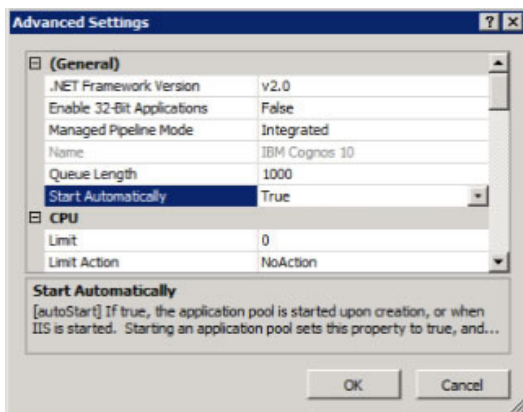 Advanced Settings
(General)
.NET Framework Version v2.0
Enable 32-Bit Applications False
Managed Pipeline Mode Integrated
Name IBM Cognos 10
Queue Length 1000
Start Automatically True
CPU
Limit 0
Limit Action NoAction
Start Automatically
[autoStart] If true, the application pool is started upon creation, or when
IIS is started. Starting an application pool sets this property to true, and...
OK Cancel